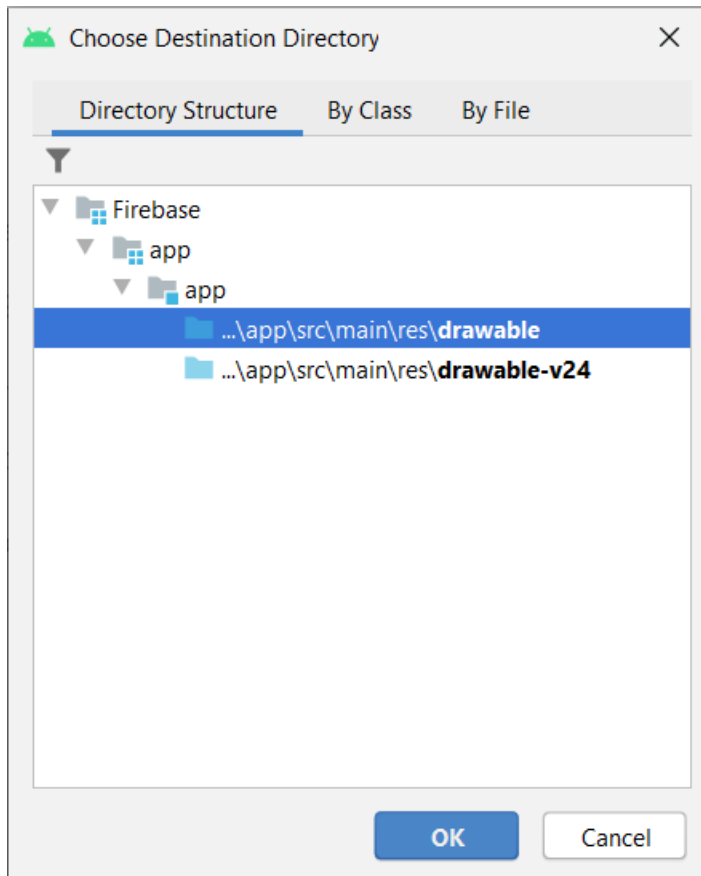 Choose Destination Directory
Directory Structure By Class By File
Firebase
app
app
...\app\src\main\res\drawable
...\app\src\main\res\drawable-v24
OK Cancel